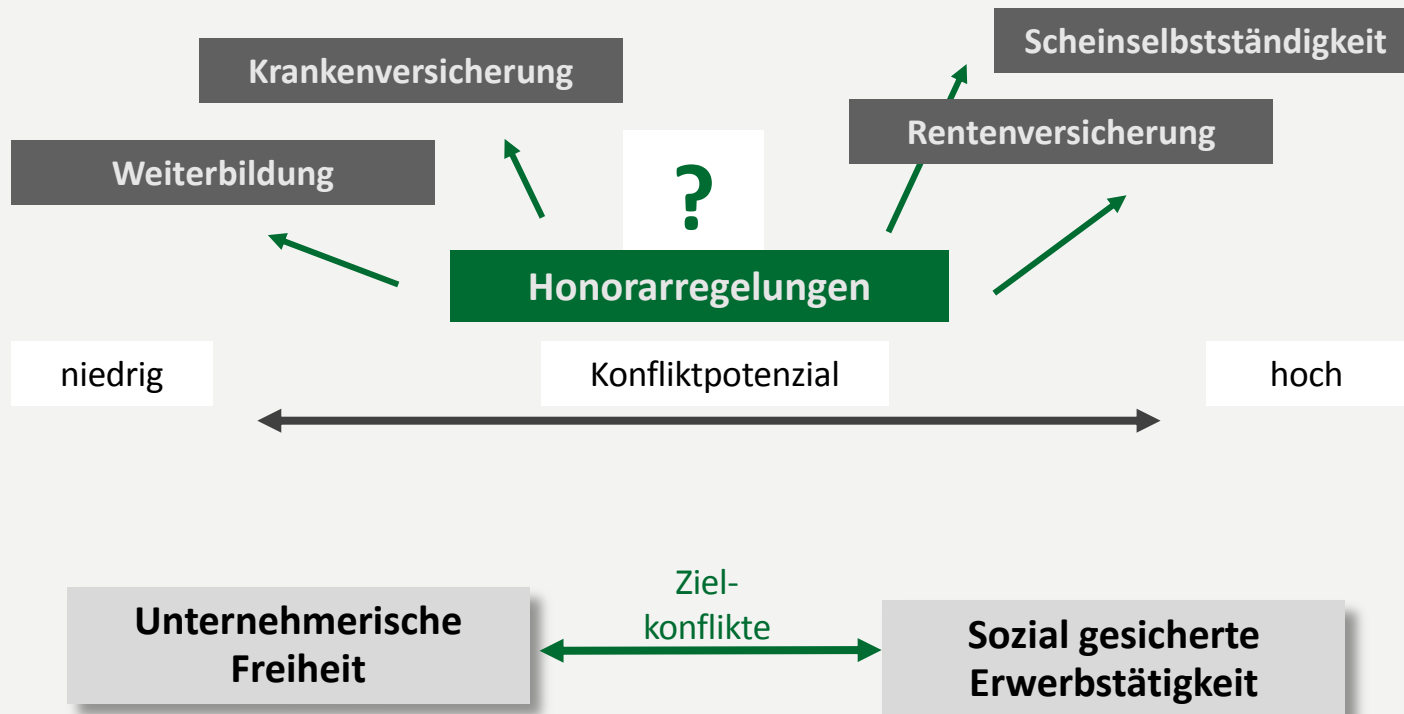 Scheinselbstständigkeit
Krankenversicherung
Rentenversicherung
Weiterbildung
?
Honorarregelungen
niedrig
Konfliktpotenzial
hoch
Ziel-
konflikte
Unternehmerische
Freiheit
Sozial gesicherte
Erwerbstätigkeit